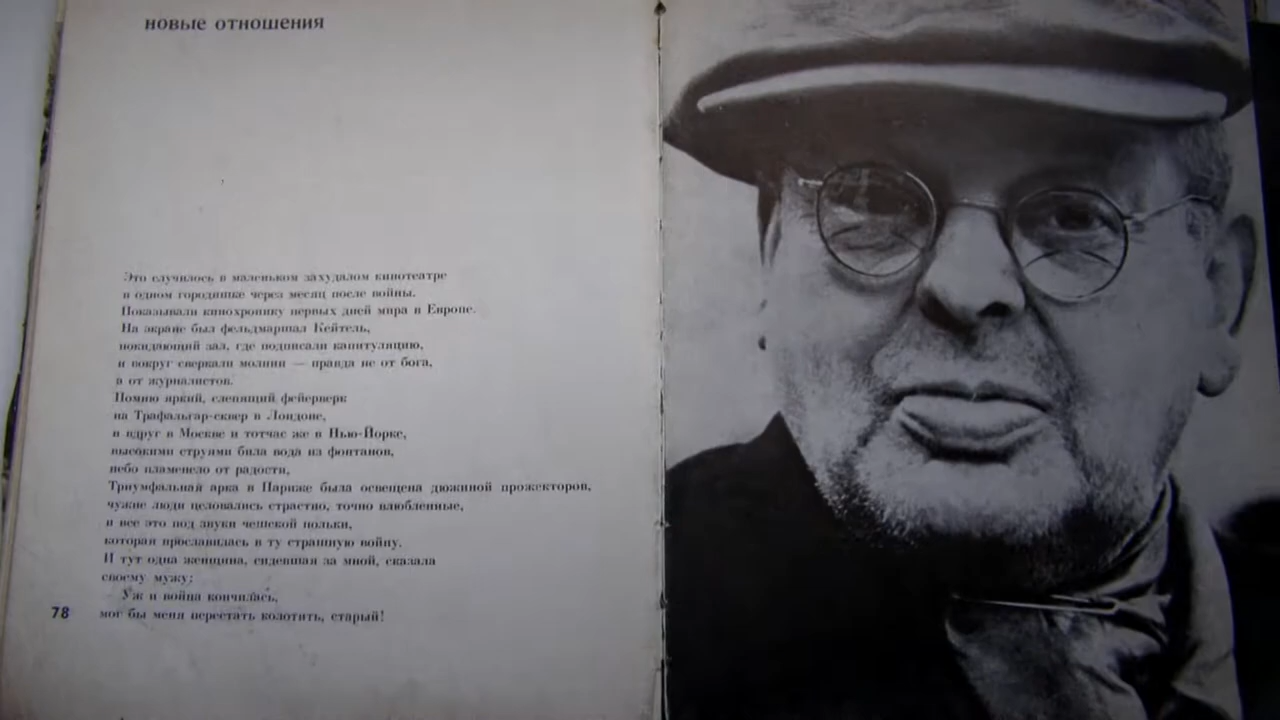 новые отношения
Это случилось в маленьком захудалом кинотеатре
в одном городишке через месяц после войны.
Показывали кинохронику первых дней мира в Европе.
На экране был фельдмаршал Кейтель,
покидающий зал, где подписали капитуляцию,
и вокруг сверкали молнии — правда не от бога,
а от журналистов.
Помню яркий, слепящий фейерверк
на Трафальгар-сквер в Лондоне,
и вдруг в Москве и тотчас же в Нью-Йорке,
высокими струями била вода из фонтанов,
небо пламенело от радости,
Триумфальная арка в Париже была освещена дюжиной прожекторов,
чужие люди целовались страстно, точно влюбленные,
и все это под звуки чешской польки,
которая прославилась в ту страшную войну.
И тут одна женщина, сидевшая за мной, сказала
своему мужу:
Уж и война кончилась,
мог бы меня перестать колотить, старый!
78